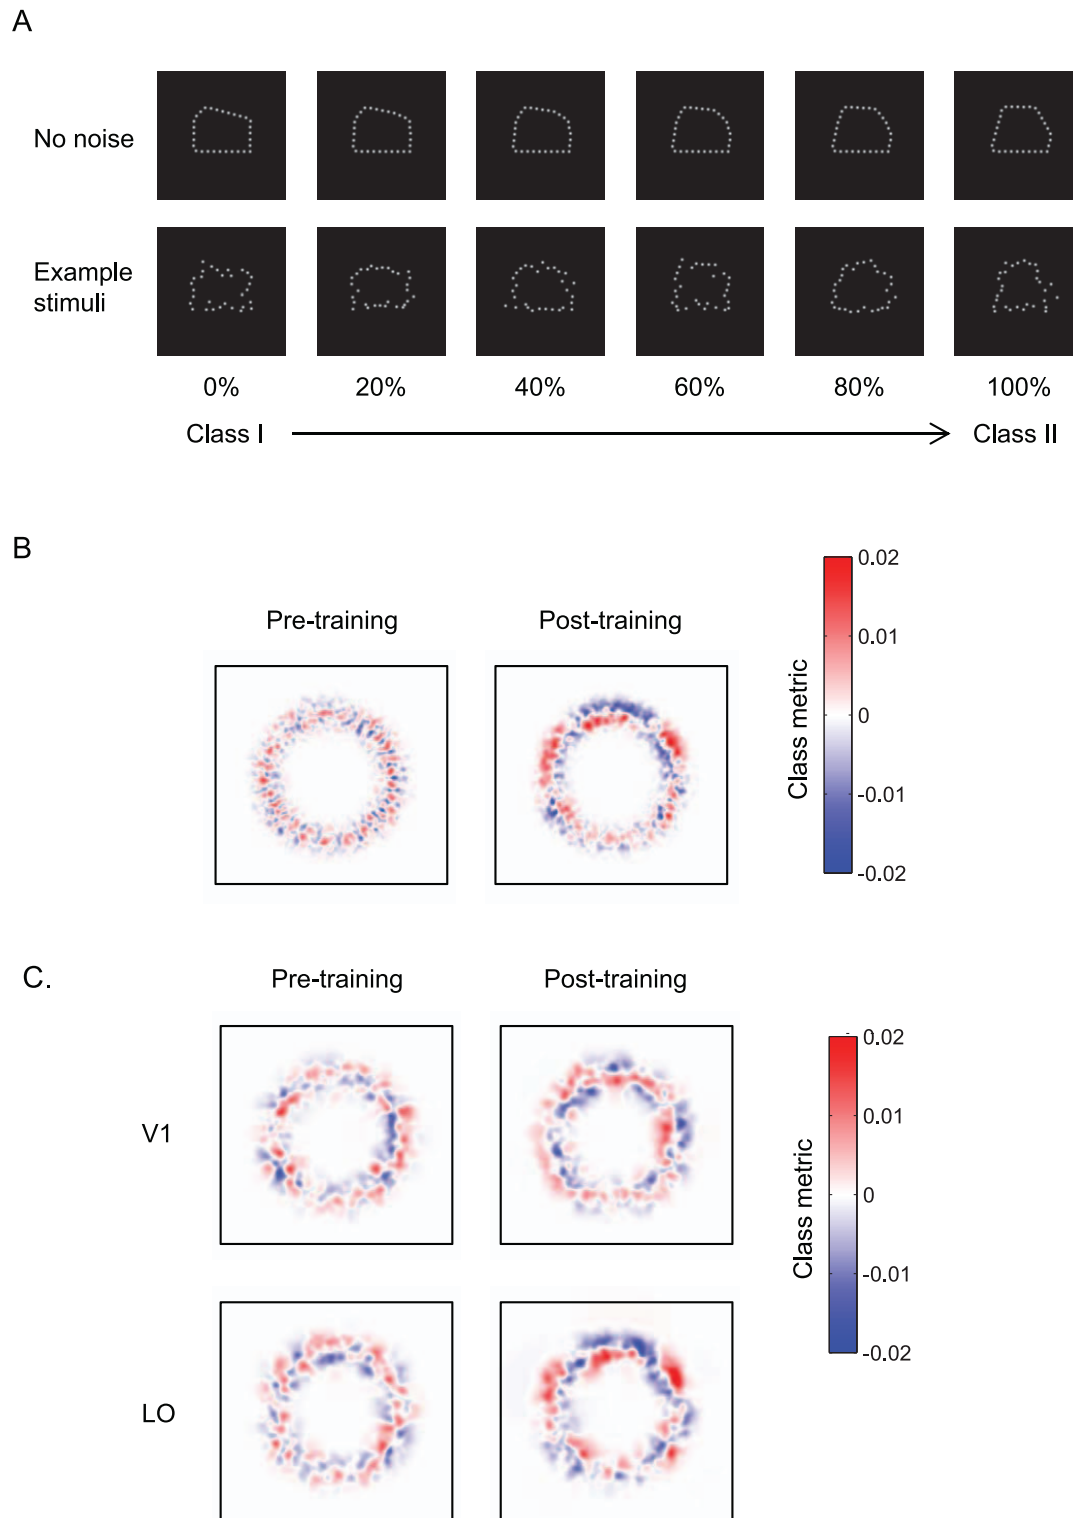 A
No noise
Example
stimuli
0% 20% 40% 60% 80% 100%
Class I Class II
B
Pre-training Post-training
Class metric
0.02
0.01
0
-0.01
-0.02
C.
Pre-training Post-training
V1
LO
Class metric
0.02
0.01
0
-0.01
-0.02